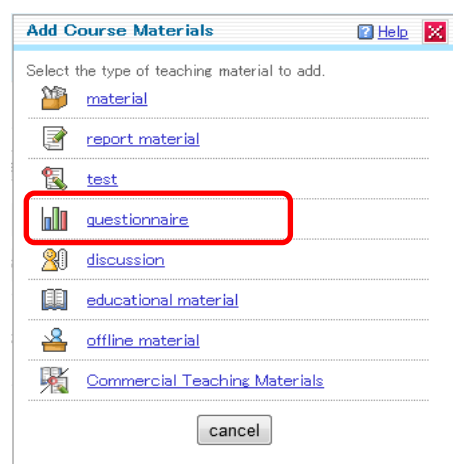 Add Course Materials
Help
Select the type of teaching material to add.
material
report material
test
questionnaire
discussion
educational material
offline material
Commercial Teaching Materials
cancel